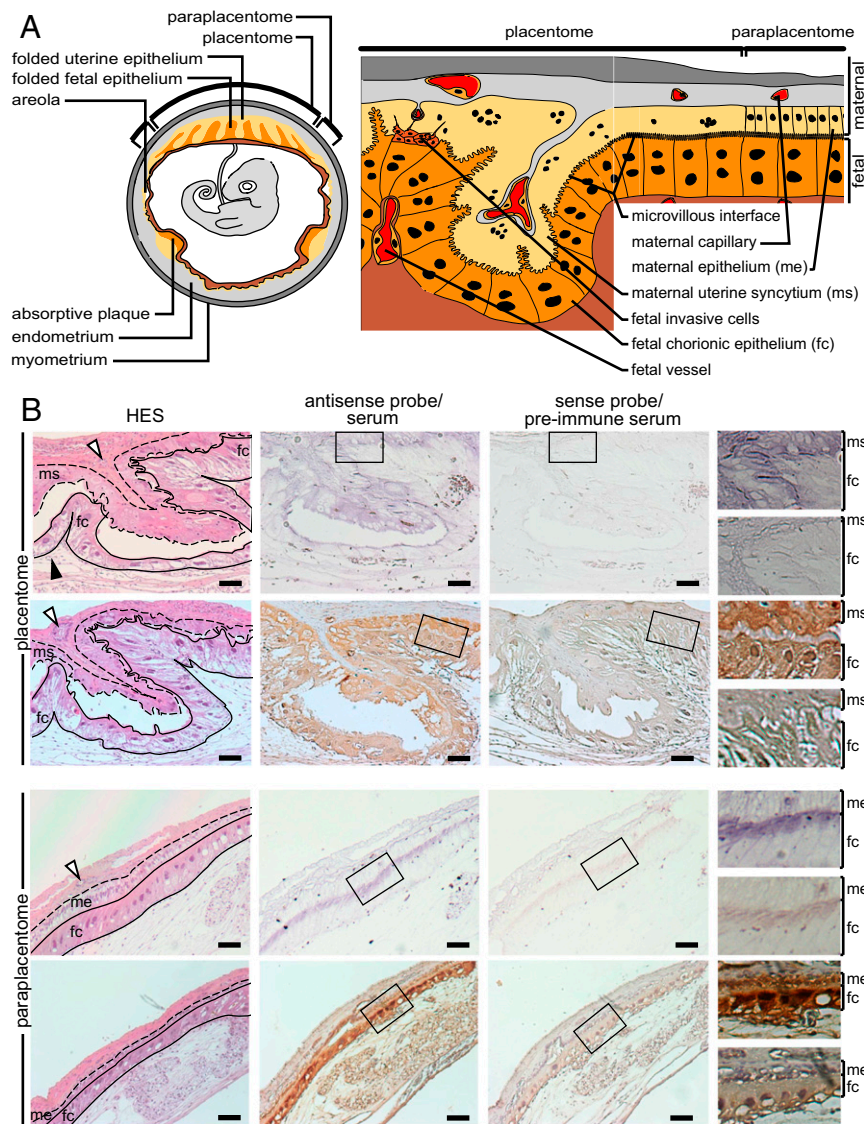 A
paraplacentome
placentome
folded uterine epithelium
folded fetal epithelium
areola
absorptive plaque
endometrium
myometrium
placentome
paraplacentome
maternal
fetal
microvillous interface
maternal capillary
maternal epithelium (me)
maternal uterine syncytium (ms)
fetal invasive cells
fetal chorionic epithelium (fc)
fetal vessel
B
HES
antisense probe/
serum
sense probe/
pre-immune serum
placentome
ms
fc
fc
ms
fc
ms
fc
ms
fc
ms
fc
ms
fc
paraplacentome
me
fc
me
fc
me
fc
me
fc
me
fc
me
fc